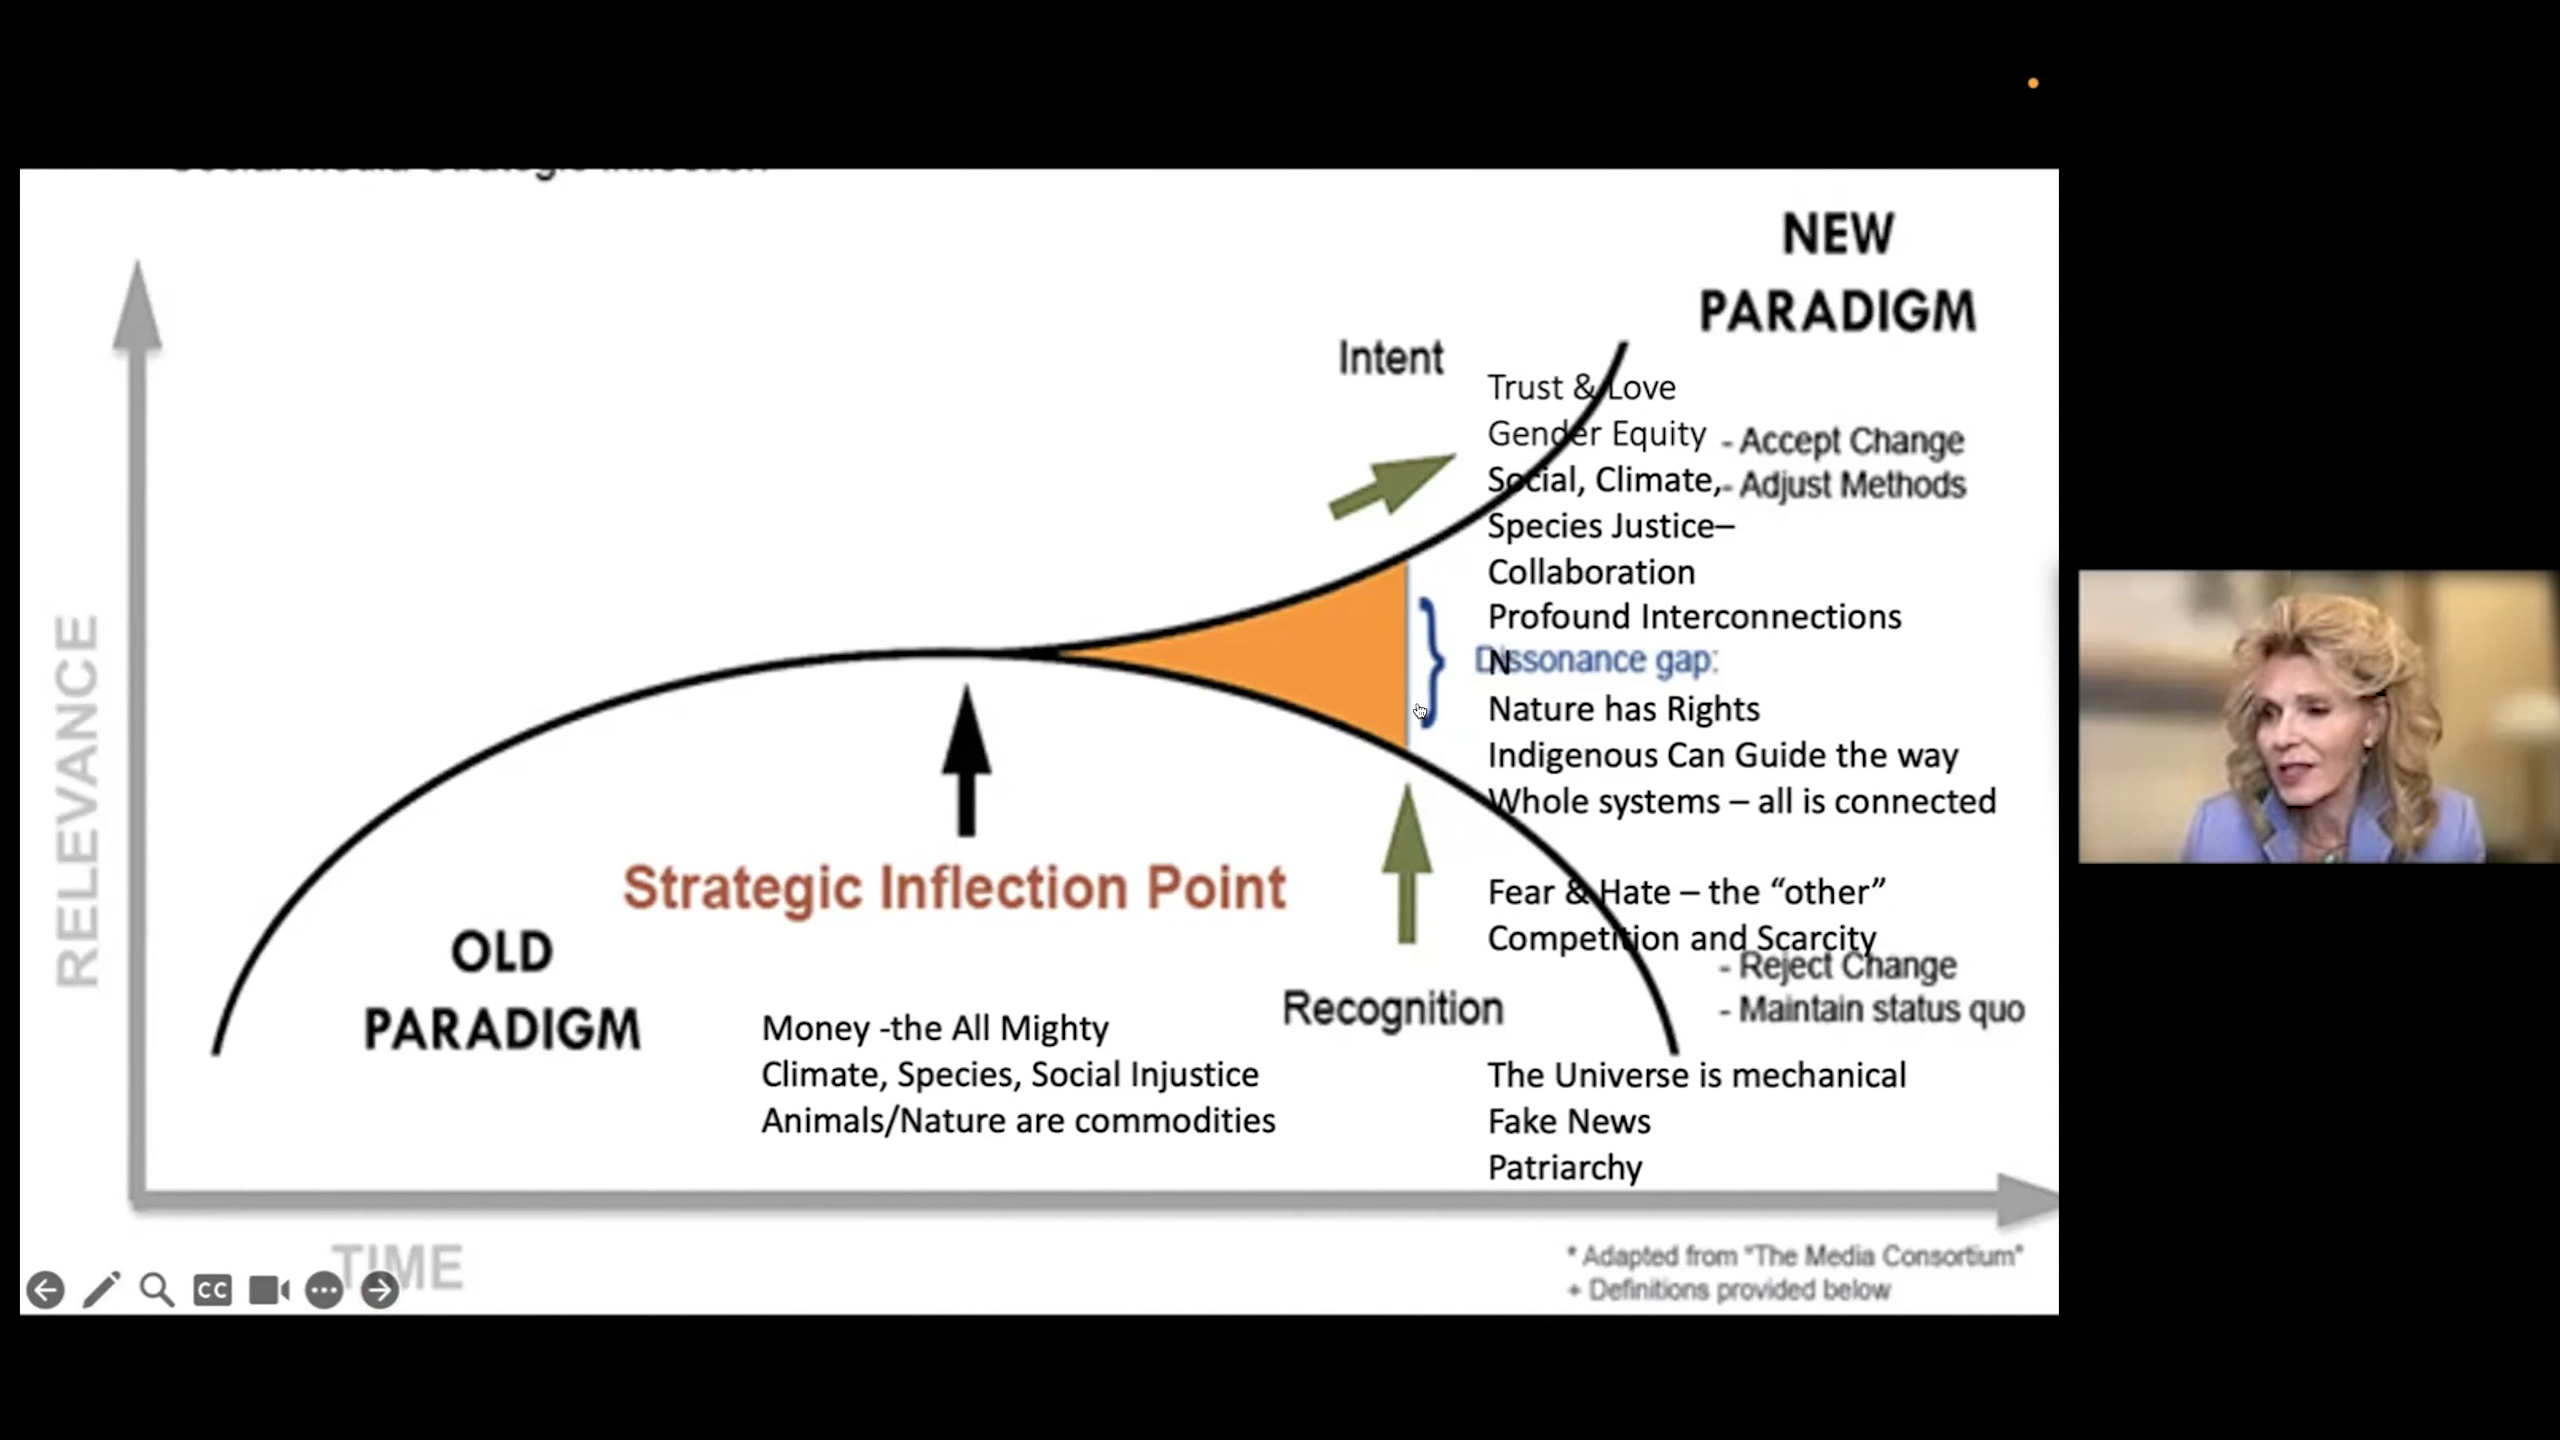 NEW
PARADIGM
Intent
Trust & Love
Gender Equity
- Accept Change
Social, Climate,
- Adjust Methods
Species Justice–
Collaboration
Profound Interconnections
N
Dissonance gap:
Nature has Rights
Indigenous Can Guide the way
Whole systems – all is connected
RELEVANCE
Strategic Inflection Point
Fear & Hate – the “other”
Competition and Scarcity
- Reject Change
- Maintain status quo
OLD
PARADIGM
Recognition
Money -the All Mighty
Climate, Species, Social Injustice
Animals/Nature are commodities
The Universe is mechanical
Fake News
Patriarchy
TIME
* Adapted from "The Media Consortium"
+ Definitions provided below
CC